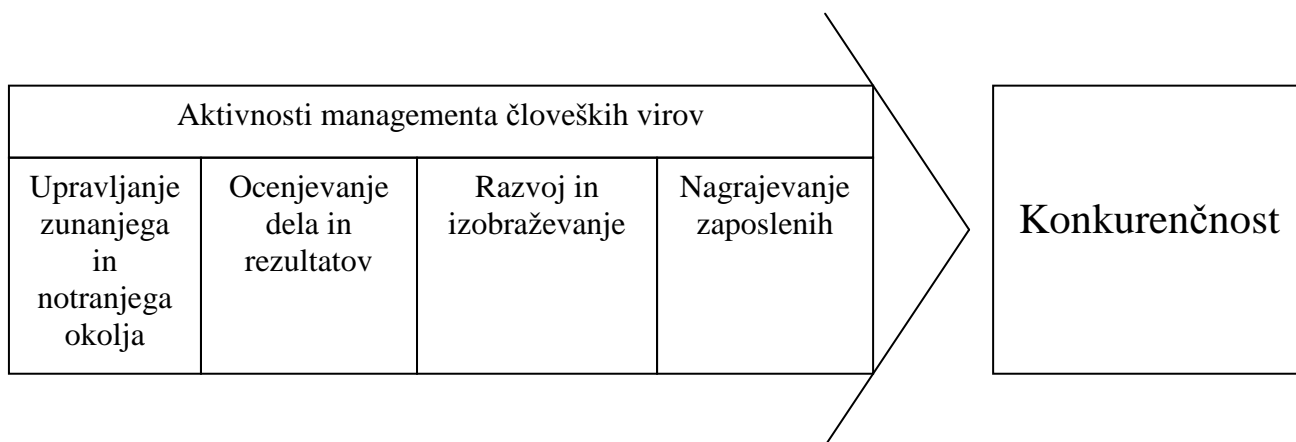 Aktivnosti managementa človeških virov
Upravljanje
zunanjega
in
notranjega
okolja
Ocenjevanje
dela in
rezultatov
Razvoj in
izobraževanje
Nagrajevanje
zaposlenih
Konkurenčnost